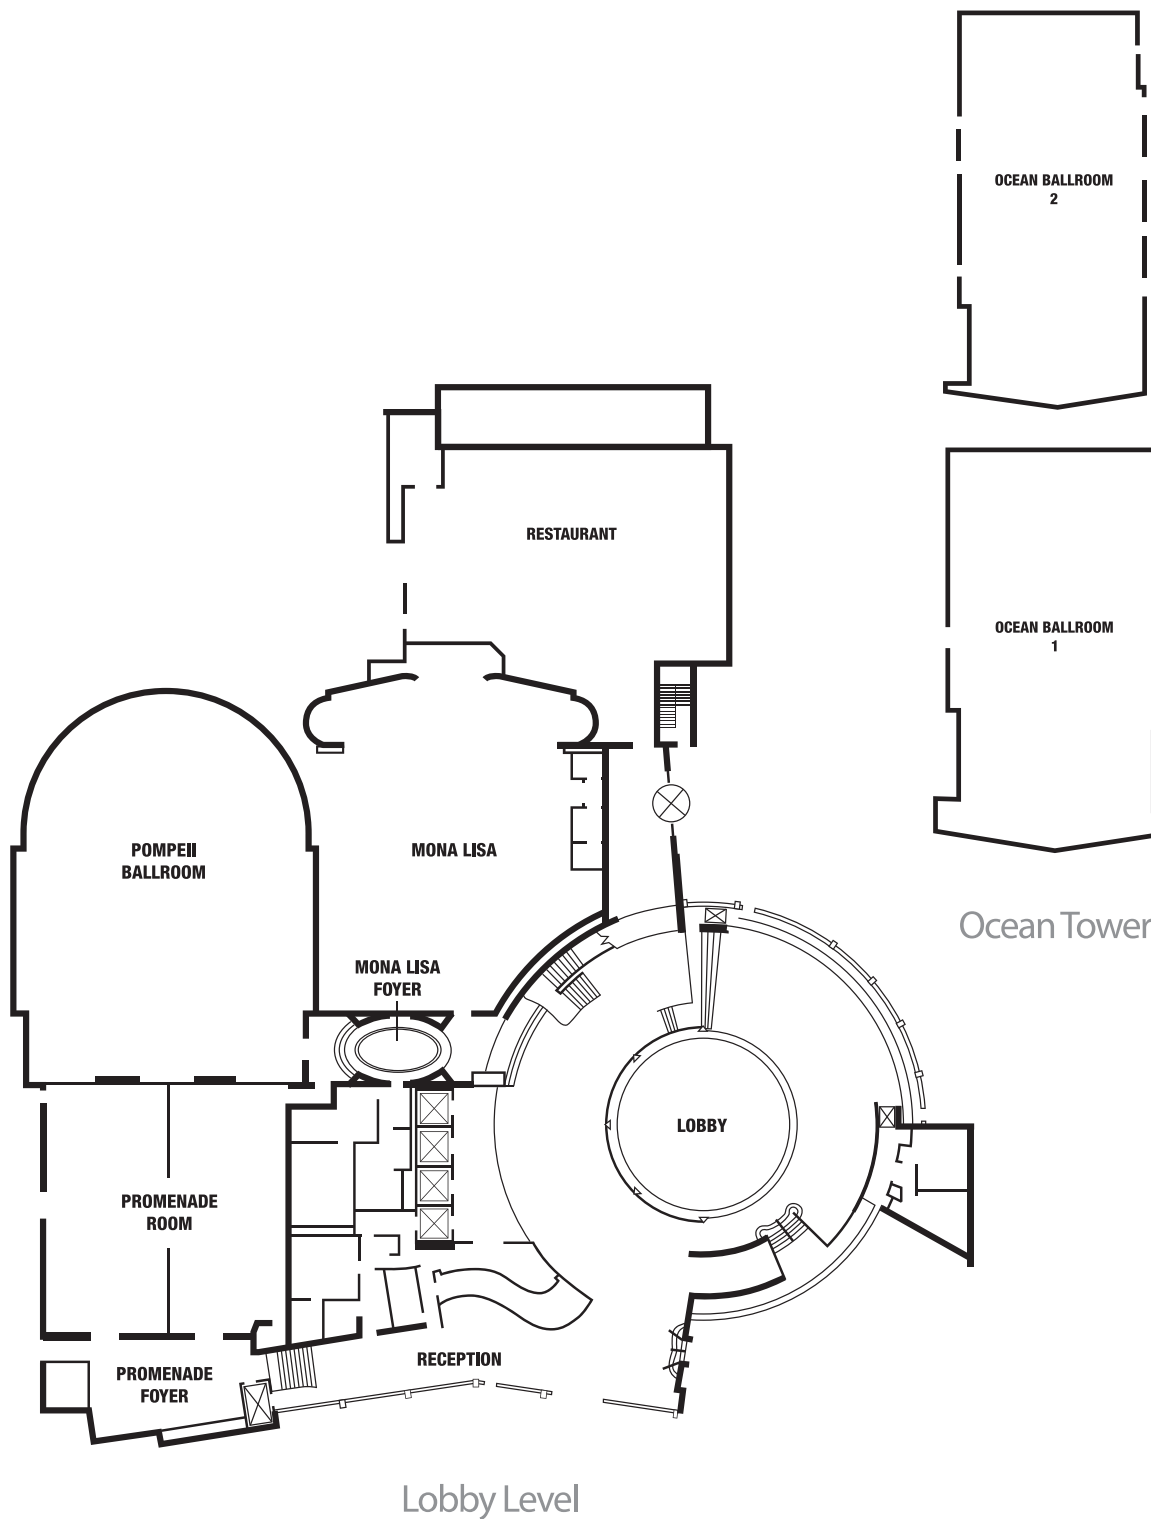 OCEAN BALLROOM
2
RESTAURANT
OCEAN BALLROOM
1
POMPEII
BALLROOM
MONA LISA
Ocean Tower
MONA LISA
FOYER
LOBBY
PROMENADE
ROOM
RECEPTION
PROMENADE
FOYER
Lobby Level